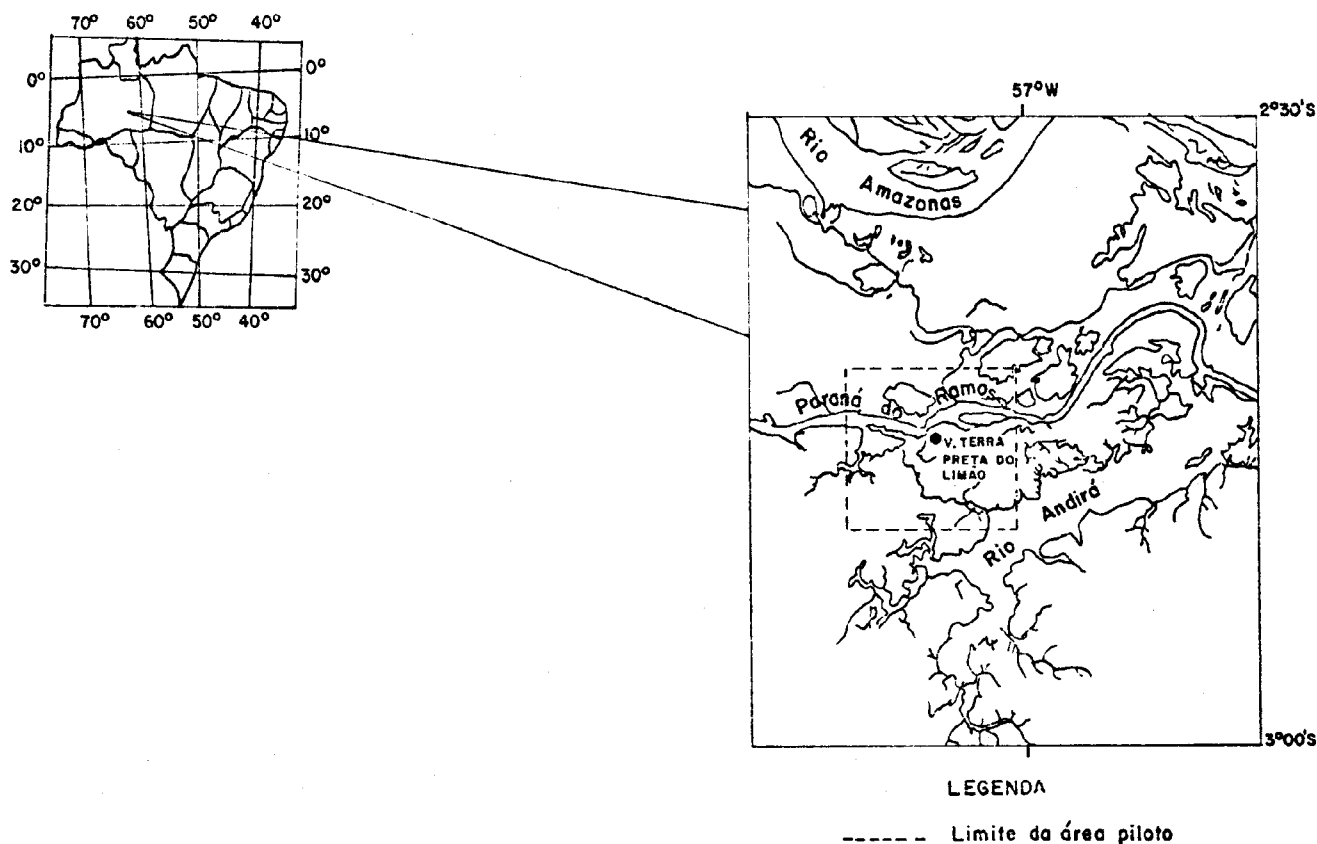 70° 60° 50° 40°
0° 0°
10° 10°
20° 20°
30° 30°
70° 60° 50° 40°
57°W
2°30'S
Rio
Amazonas
Paraná do Ramos
V. TERRA
PRETA DO
LIMÃO
Rio Andirá
3°00'S
LEGENDA
Limite da área piloto